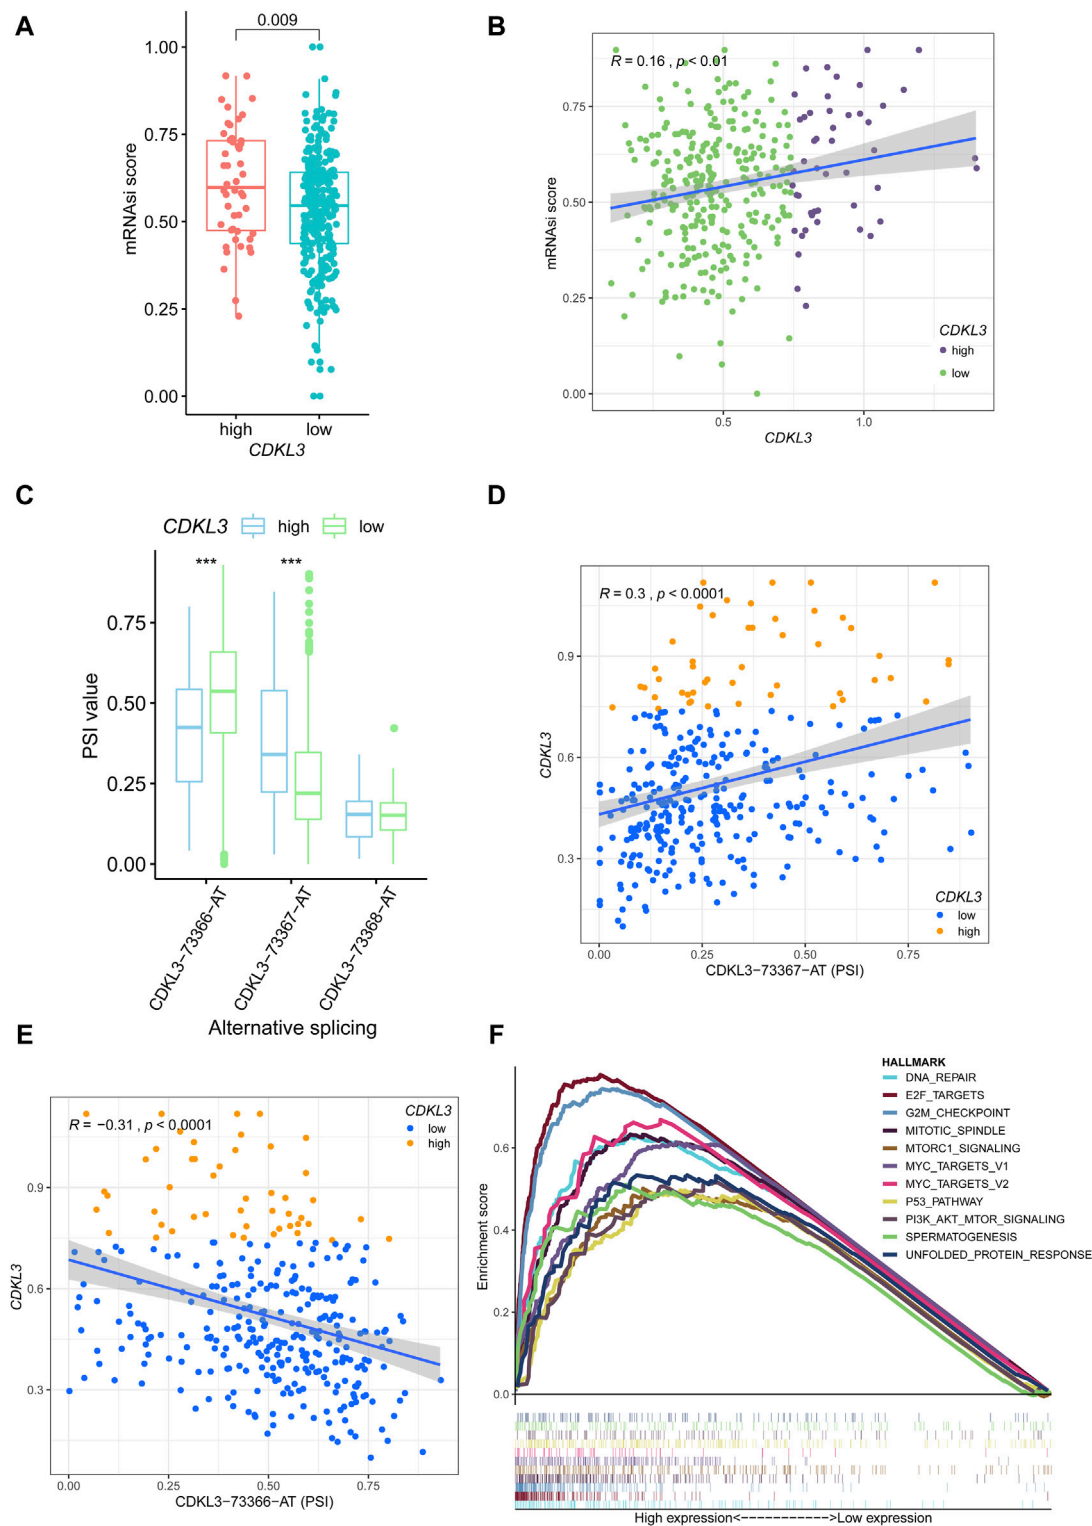 A
0.009
1.00
0.75
0.50
0.25
0.00
mRNAsi score
high
low
CDKL3
B
R = 0.16 , p < 0.01
0.75
0.50
0.25
0.00
mRNAsi score
CDKL3
high
low
0.5
1.0
CDKL3
C
CDKL3
high
low
***
***
0.75
0.50
0.25
0.00
PSI value
CDKL3−73366−AT
CDKL3−73367−AT
CDKL3−73368−AT
Alternative splicing
D
R = 0.3 , p < 0.0001
0.9
0.6
0.3
CDKL3
CDKL3
low
high
0.00
0.25
0.50
0.75
CDKL3−73367−AT (PSI)
E
R = −0.31 , p < 0.0001
CDKL3
low
high
0.9
0.6
0.3
CDKL3
0.00
0.25
0.50
0.75
CDKL3−73366−AT (PSI)
F
HALLMARK
DNA_REPAIR
E2F_TARGETS
G2M_CHECKPOINT
MITOTIC_SPINDLE
MTORC1_SIGNALING
MYC_TARGETS_V1
MYC_TARGETS_V2
P53_PATHWAY
PI3K_AKT_MTOR_SIGNALING
SPERMATOGENESIS
UNFOLDED_PROTEIN_RESPONSE
0.6
0.4
0.2
0.0
Enrichment score
High expression<----------->Low expression